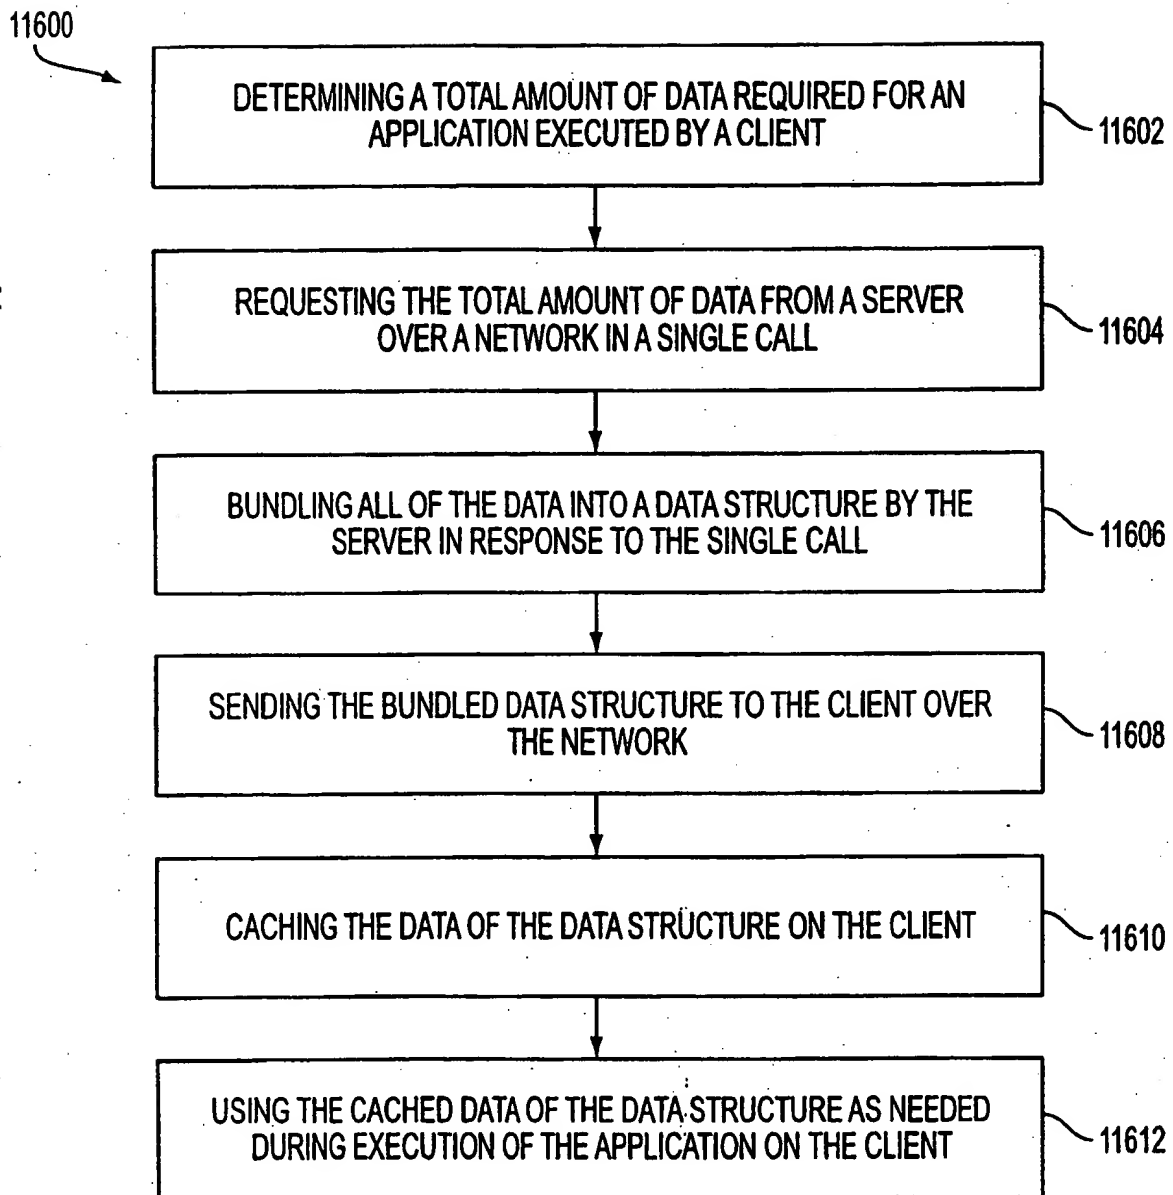 11600
DETERMINING A TOTAL AMOUNT OF DATA REQUIRED FOR AN
APPLICATION EXECUTED BY A CLIENT
11602
REQUESTING THE TOTAL AMOUNT OF DATA FROM A SERVER
OVER A NETWORK IN A SINGLE CALL
11604
BUNDLING ALL OF THE DATA INTO A DATA STRUCTURE BY THE
SERVER IN RESPONSE TO THE SINGLE CALL
11606
SENDING THE BUNDLED DATA STRUCTURE TO THE CLIENT OVER
THE NETWORK
11608
CACHING THE DATA OF THE DATA STRUCTURE ON THE CLIENT
11610
USING THE CACHED DATA OF THE DATA STRUCTURE AS NEEDED
DURING EXECUTION OF THE APPLICATION ON THE CLIENT
11612